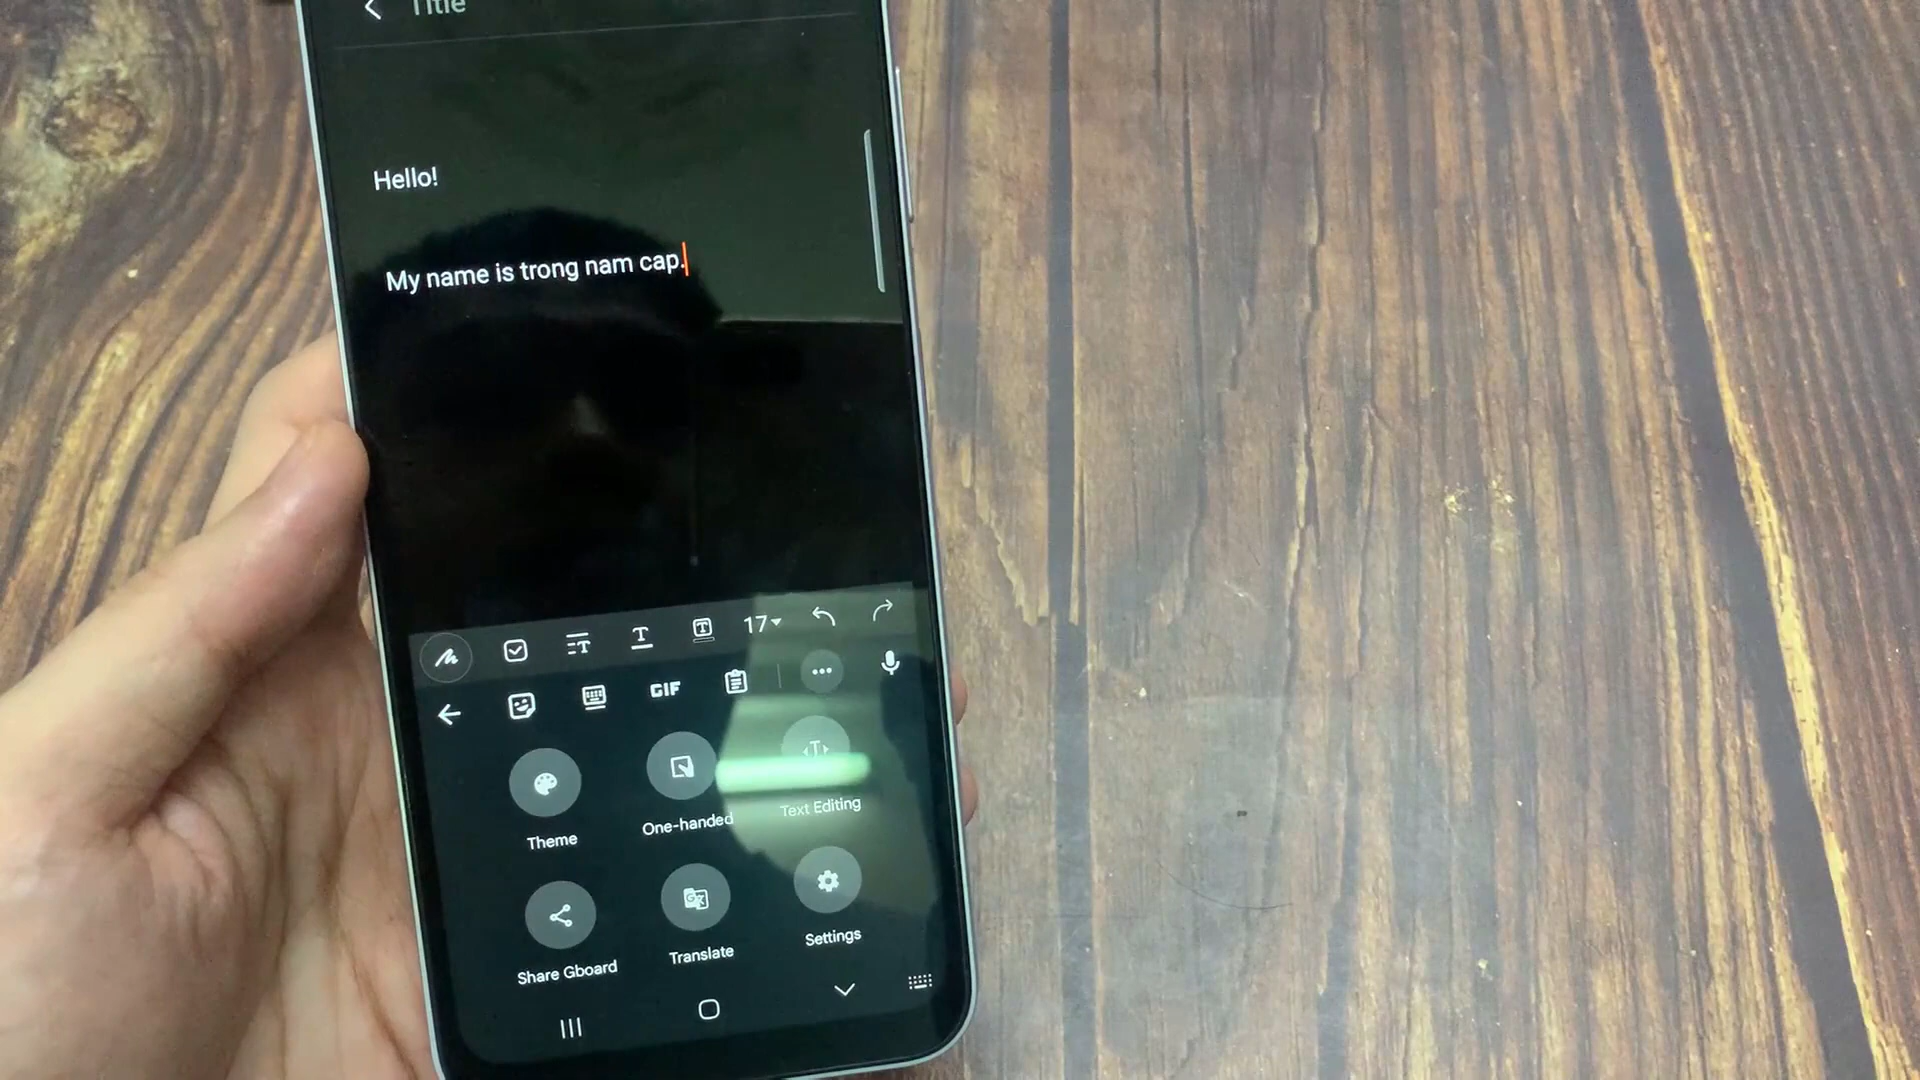 Title
Hello!
My name is trong nam cap.
17
GIF
Theme
One-handed
Text Editing
Share Gboard
Translate
Settings